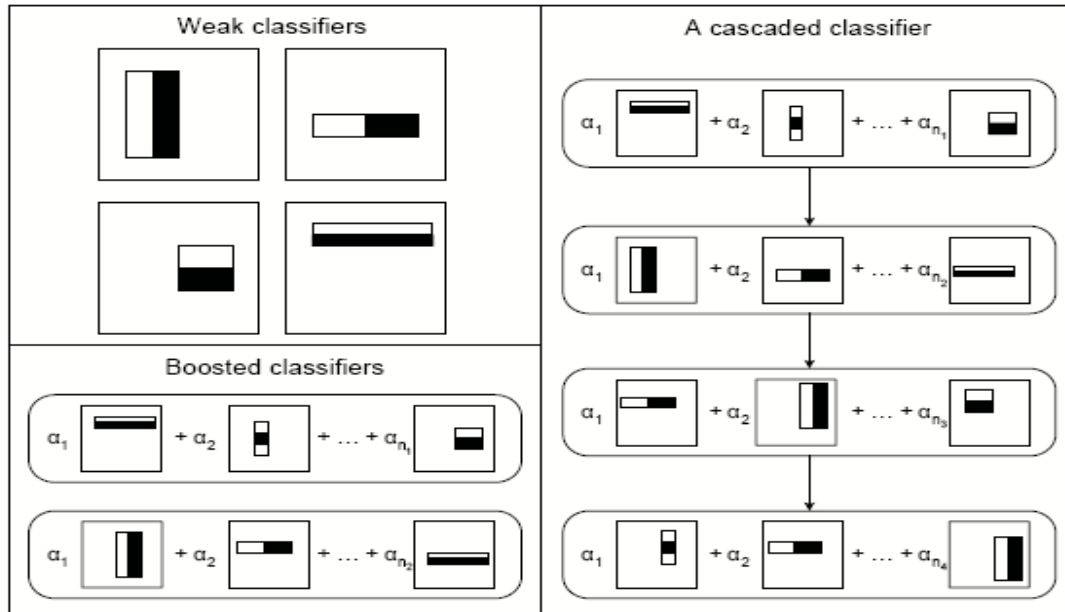 Weak classifiers
Boosted classifiers
α₁ + α₂ + ... + αₙ₁
α₁ + α₂ + ... + αₙ₂
A cascaded classifier
α₁ + α₂ + ... + αₙ₁
α₁ + α₂ + ... + αₙ₂
α₁ + α₂ + ... + αₙ₃
α₁ + α₂ + ... + αₙ₄